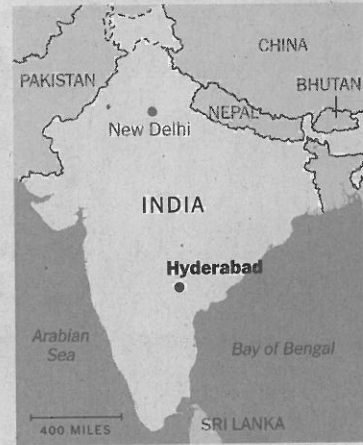 CHINA
PAKISTAN
BHUTAN
NEPAL
New Delhi
INDIA
Hyderabad
Arabian
Sea
Bay of Bengal
400 MILES
SRI LANKA